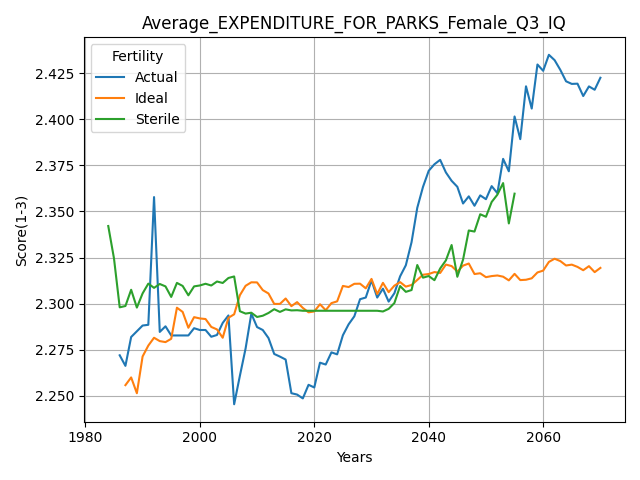 Average_EXPENDITURE_FOR_PARKS_Female_Q3_IQ
Fertility
Actual
Ideal
Sterile
Score(1-3)
2.425
2.400
2.375
2.350
2.325
2.300
2.275
2.250
1980 2000 2020 2040 2060
Years